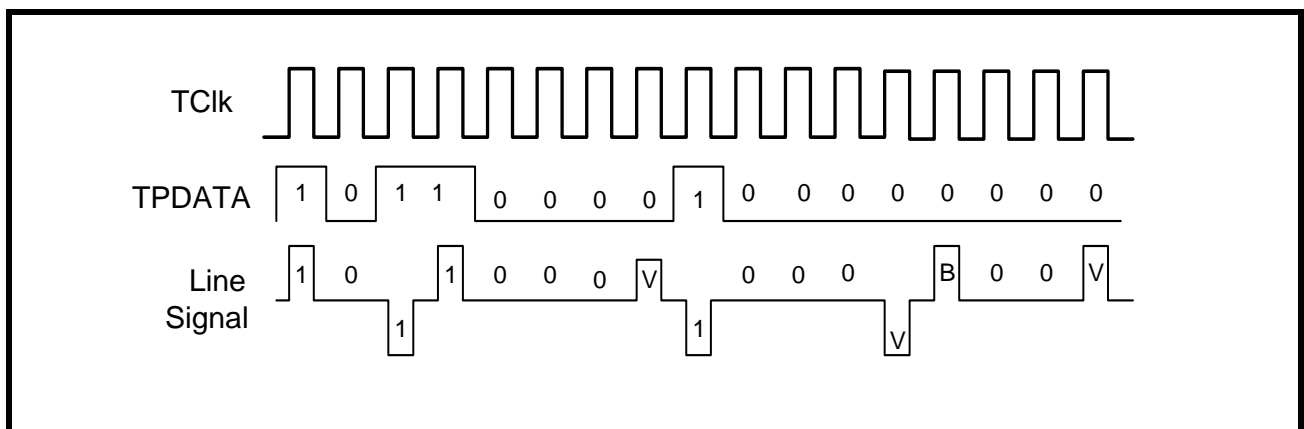 TClk
TPDATA 1 0 1 1 0 0 0 0 1 0 0 0 0 0 0 0 0
Line Signal 1 0 1 1 0 0 0 V 1 0 0 0 V B 0 0 V